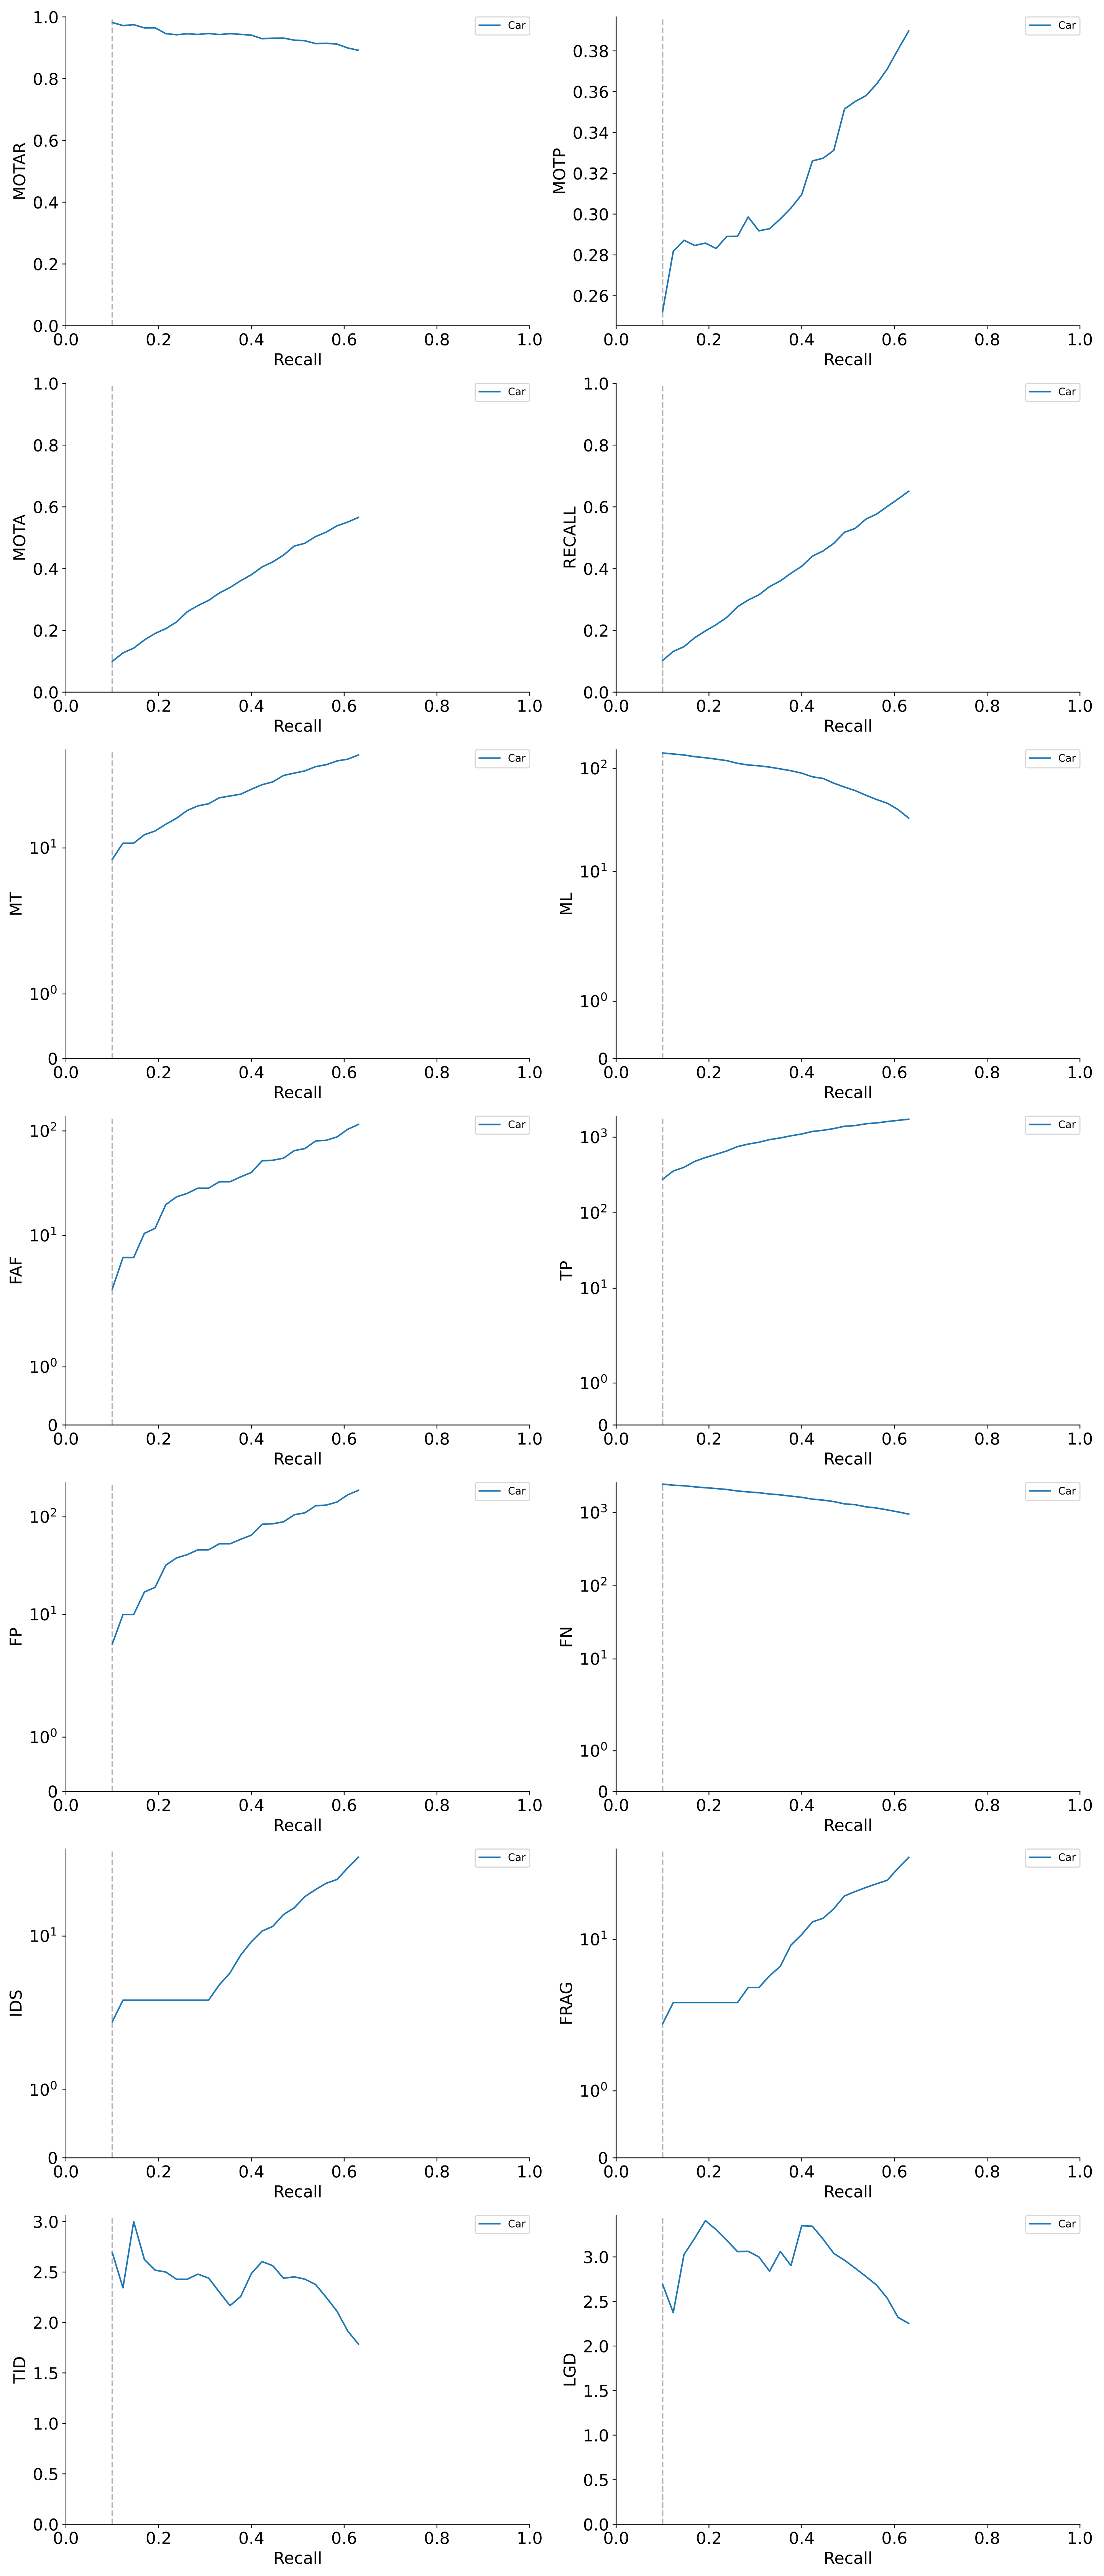 MOTAR
1.0
0.8
0.6
0.4
0.2
0.0
0.0 0.2 0.4 0.6 0.8 1.0
Recall
Car
MOTP
0.38
0.36
0.34
0.32
0.30
0.28
0.26
0.0 0.2 0.4 0.6 0.8 1.0
Recall
Car
MOTA
1.0
0.8
0.6
0.4
0.2
0.0
0.0 0.2 0.4 0.6 0.8 1.0
Recall
Car
RECALL
1.0
0.8
0.6
0.4
0.2
0.0
0.0 0.2 0.4 0.6 0.8 1.0
Recall
Car
MT
10¹
10⁰
0
0.0 0.2 0.4 0.6 0.8 1.0
Recall
Car
ML
10²
10¹
10⁰
0
0.0 0.2 0.4 0.6 0.8 1.0
Recall
Car
FAF
10²
10¹
10⁰
0
0.0 0.2 0.4 0.6 0.8 1.0
Recall
Car
TP
10³
10²
10¹
10⁰
0
0.0 0.2 0.4 0.6 0.8 1.0
Recall
Car
FP
10²
10¹
10⁰
0
0.0 0.2 0.4 0.6 0.8 1.0
Recall
Car
FN
10³
10²
10¹
10⁰
0
0.0 0.2 0.4 0.6 0.8 1.0
Recall
Car
IDS
10¹
10⁰
0
0.0 0.2 0.4 0.6 0.8 1.0
Recall
Car
FRAG
10¹
10⁰
0
0.0 0.2 0.4 0.6 0.8 1.0
Recall
Car
TID
3.0
2.5
2.0
1.5
1.0
0.5
0.0
0.0 0.2 0.4 0.6 0.8 1.0
Recall
Car
LGD
3.0
2.5
2.0
1.5
1.0
0.5
0.0
0.0 0.2 0.4 0.6 0.8 1.0
Recall
Car